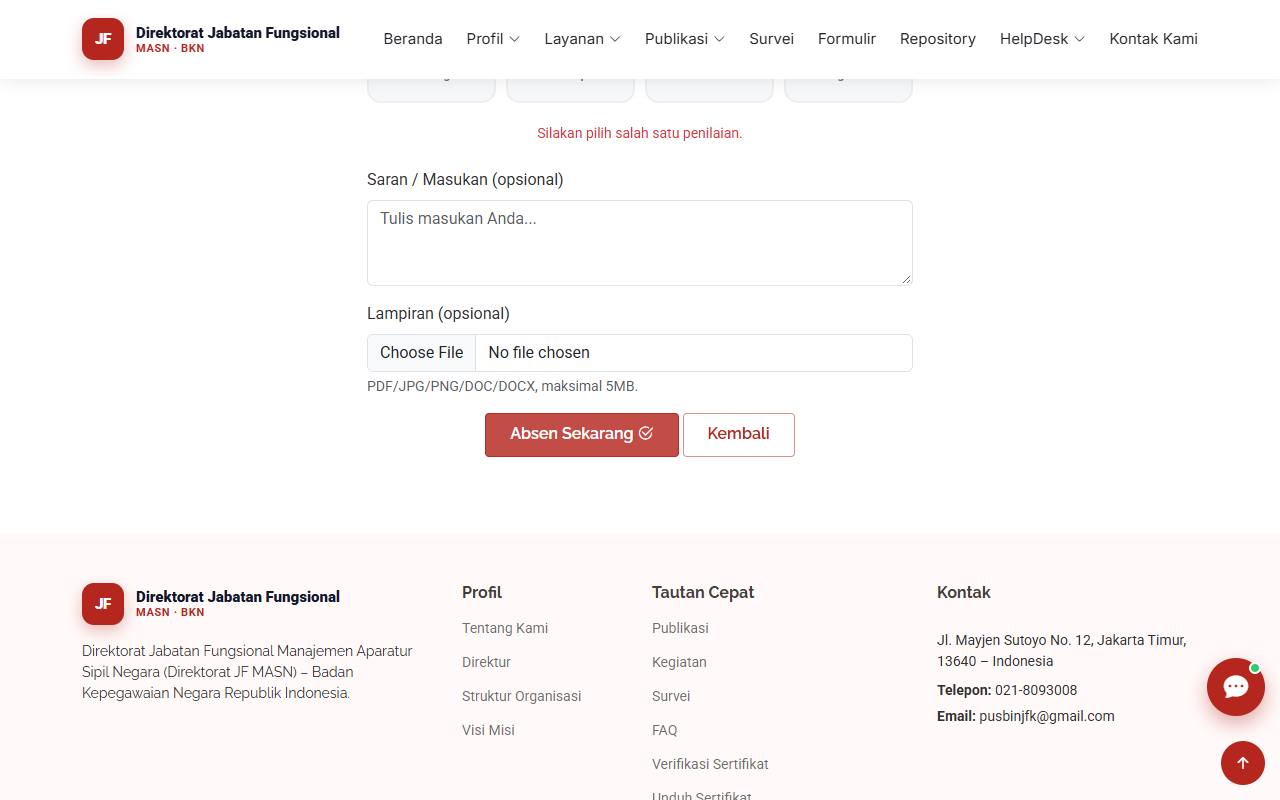 JF
Direktorat Jabatan Fungsional
MASN · BKN
Beranda
Profil
Layanan
Publikasi
Survei
Formulir
Repository
HelpDesk
Kontak Kami
Silakan pilih salah satu penilaian.
Saran / Masukan (opsional)
Tulis masukan Anda...
Lampiran (opsional)
Choose File
No file chosen
PDF/JPG/PNG/DOC/DOCX, maksimal 5MB.
Absen Sekarang
Kembali
JF
Direktorat Jabatan Fungsional
MASN · BKN
Direktorat Jabatan Fungsional Manajemen Aparatur
Sipil Negara (Direktorat JF MASN) – Badan
Kepegawaian Negara Republik Indonesia.
Profil
Tentang Kami
Direktur
Struktur Organisasi
Visi Misi
Tautan Cepat
Publikasi
Kegiatan
Survei
FAQ
Verifikasi Sertifikat
Unduh Sertifikat
Kontak
Jl. Mayjen Sutoyo No. 12, Jakarta Timur,
13640 – Indonesia
Telepon: 021-8093008
Email: pusbinjfk@gmail.com